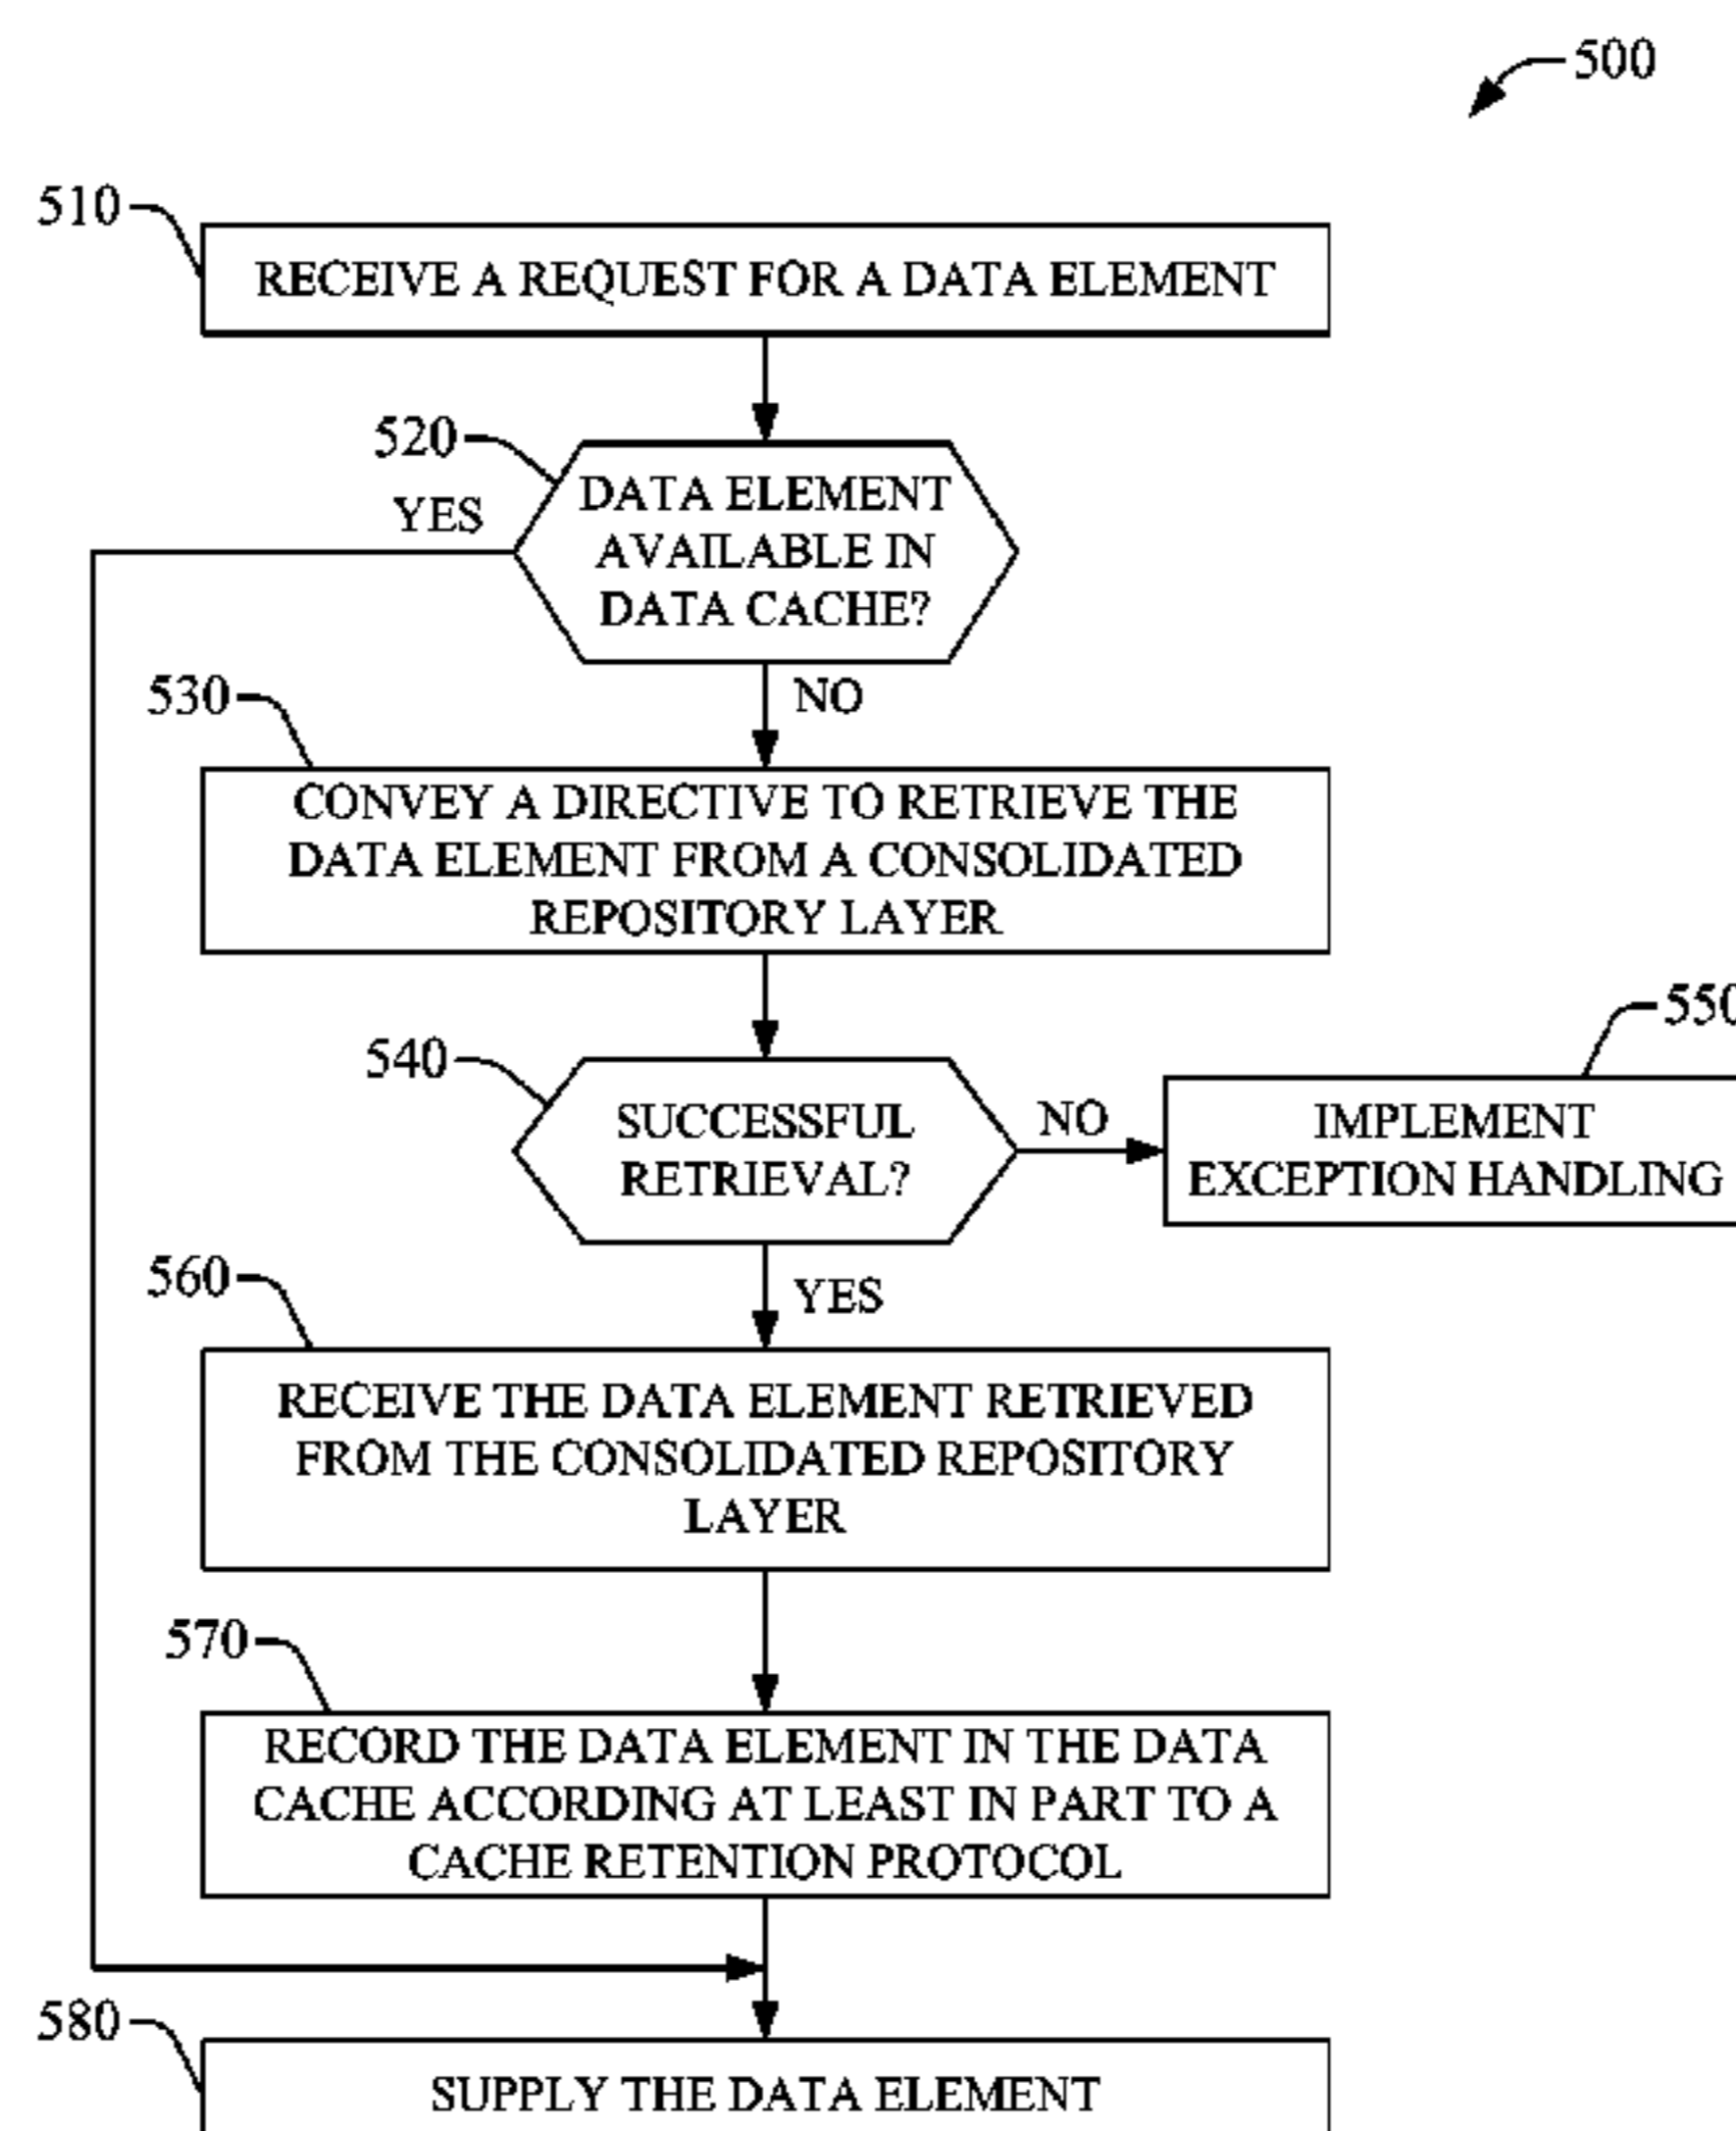 500
510
RECEIVE A REQUEST FOR A DATA ELEMENT
520
YES
DATA ELEMENT
AVAILABLE IN
DATA CACHE?
NO
530
CONVEY A DIRECTIVE TO RETRIEVE THE
DATA ELEMENT FROM A CONSOLIDATED
REPOSITORY LAYER
540
SUCCESSFUL
RETRIEVAL?
NO
550
IMPLEMENT
EXCEPTION HANDLING
YES
560
RECEIVE THE DATA ELEMENT RETRIEVED
FROM THE CONSOLIDATED REPOSITORY
LAYER
570
RECORD THE DATA ELEMENT IN THE DATA
CACHE ACCORDING AT LEAST IN PART TO A
CACHE RETENTION PROTOCOL
580
SUPPLY THE DATA ELEMENT